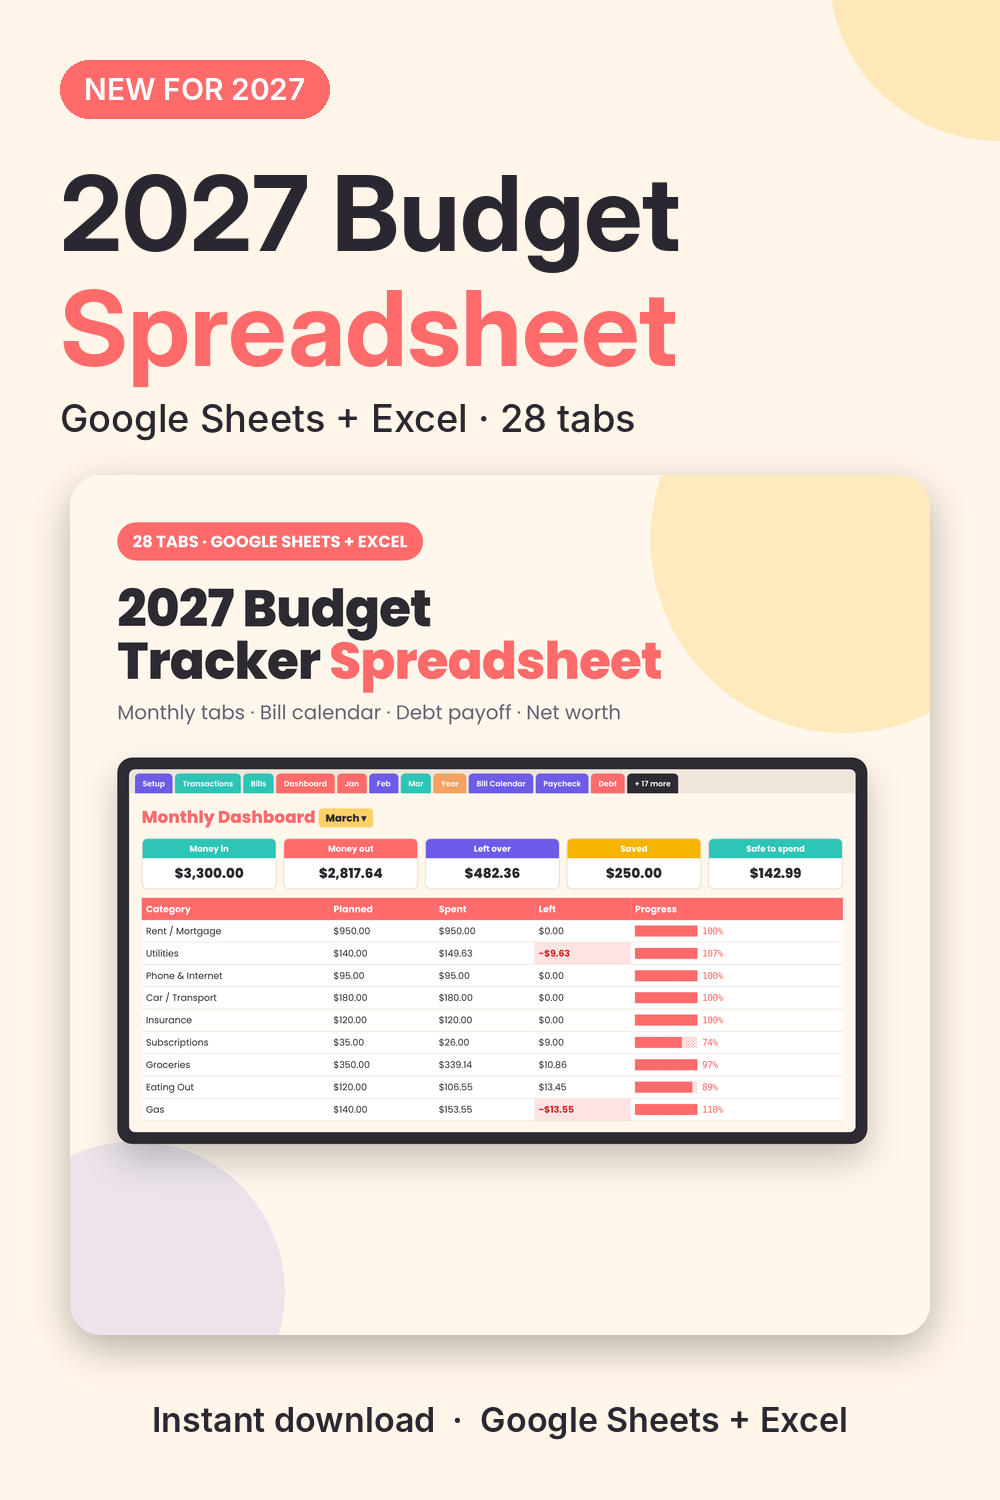 NEW FOR 2027
2027 Budget
Spreadsheet
Google Sheets + Excel · 28 tabs
28 TABS · GOOGLE SHEETS + EXCEL
2027 Budget
Tracker Spreadsheet
Monthly tabs · Bill calendar · Debt payoff · Net worth
Setup Transactions Bills Dashboard Jan Feb Mar Year Bill Calendar Paycheck Debt + 17 more
Monthly Dashboard March ▾
Money in Money out Left over Saved Safe to spend
$3,300.00 $2,817.64 $482.36 $250.00 $142.99
Category Planned Spent Left Progress
Rent / Mortgage $950.00 $950.00 $0.00 100%
Utilities $140.00 $149.63 -$9.63 107%
Phone & Internet $95.00 $95.00 $0.00 100%
Car / Transport $180.00 $180.00 $0.00 100%
Insurance $120.00 $120.00 $0.00 100%
Subscriptions $35.00 $26.00 $9.00 74%
Groceries $350.00 $339.14 $10.86 97%
Eating Out $120.00 $106.55 $13.45 89%
Gas $140.00 $153.55 -$13.55 110%
Instant download · Google Sheets + Excel